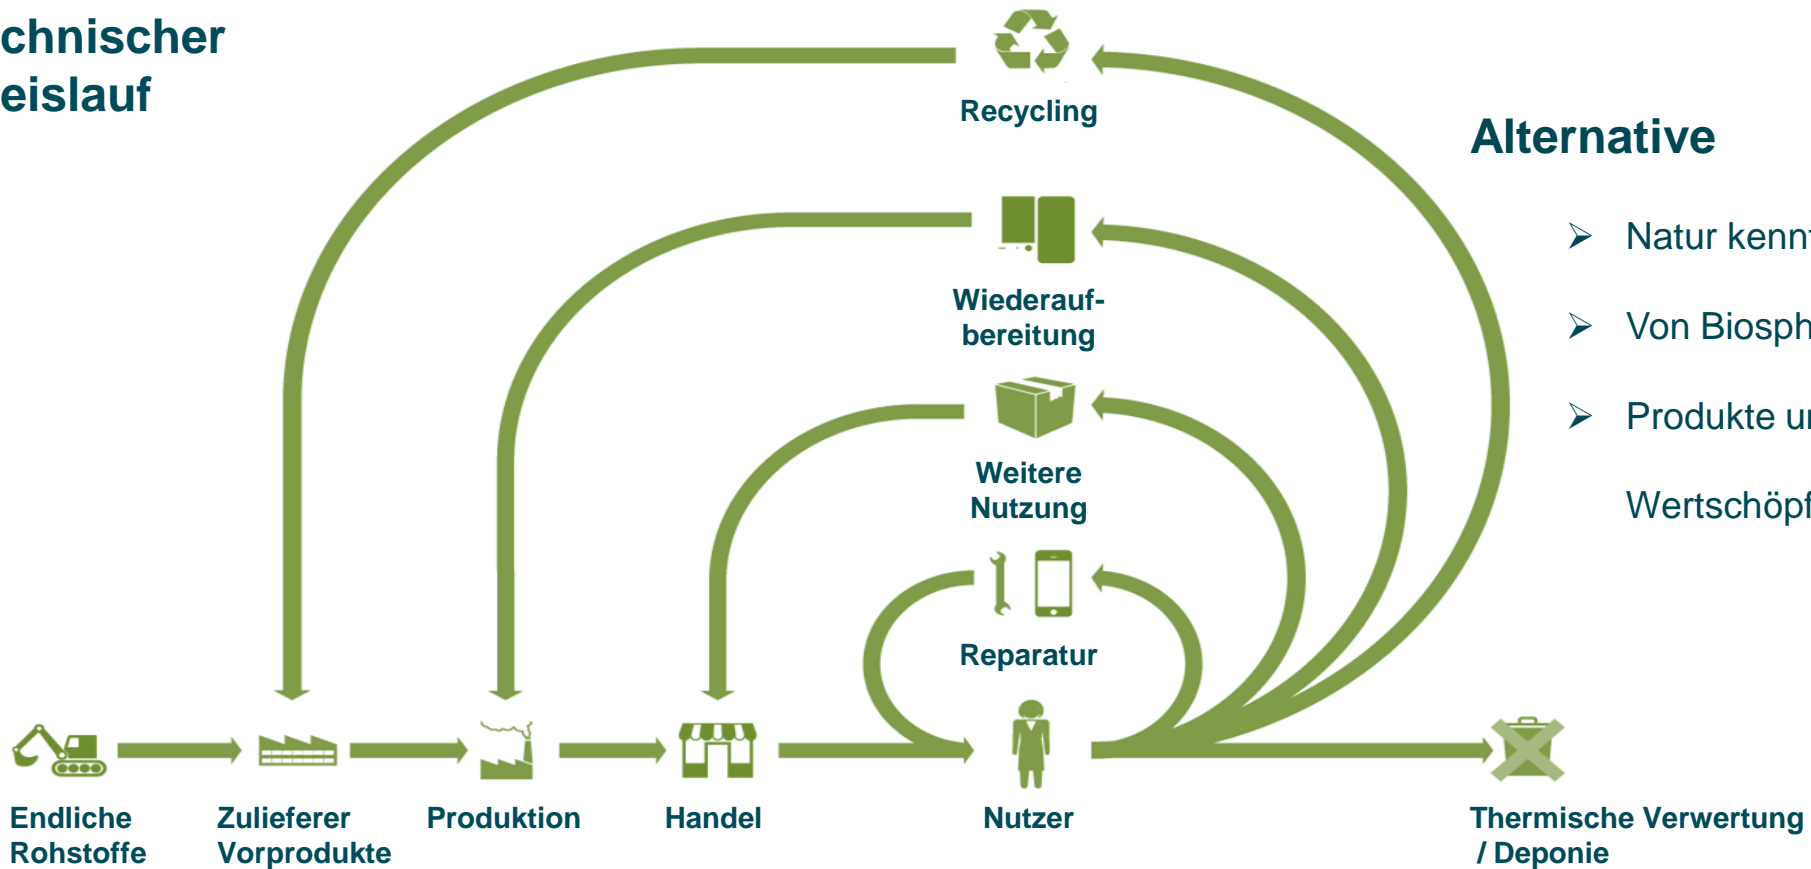 chnischer
eislauf
Recycling
Alternative
Natur kennt
Von Biosph
Produkte un
Wertschöpf
Wiederauf-
bereitung
Weitere
Nutzung
Reparatur
Endliche
Rohstoffe
Zulieferer
Vorprodukte
Produktion
Handel
Nutzer
Thermische Verwertung
/ Deponie